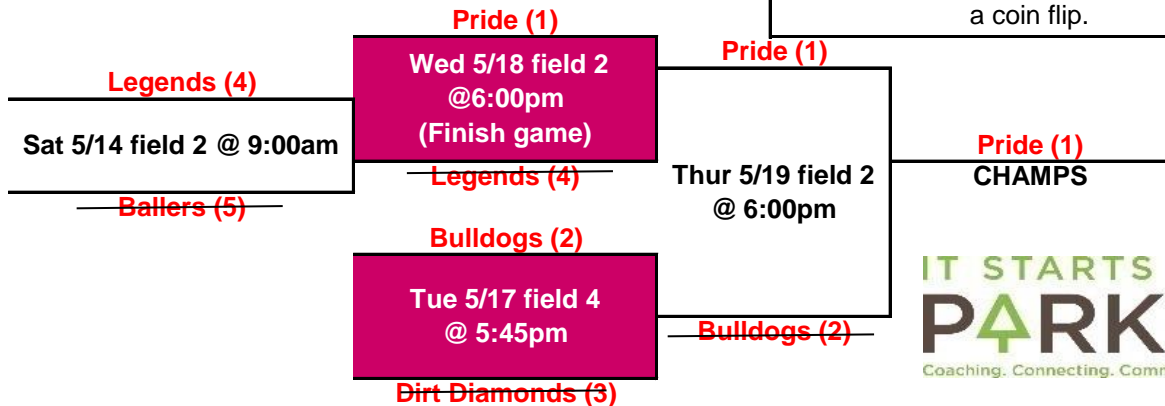 a coin flip.
Pride (1)
Pride (1)
Legends (4)
Wed 5/18 field 2
@6:00pm
(Finish game)
Sat 5/14 field 2 @ 9:00am
Pride (1)
CHAMPS
Legends (4)
Thur 5/19 field 2
@ 6:00pm
Ballers (5)
Bulldogs (2)
Tue 5/17 field 4
@ 5:45pm
Bulldogs (2)
Dirt Diamonds (3)
IT STARTS
PARK
Coaching. Connecting.